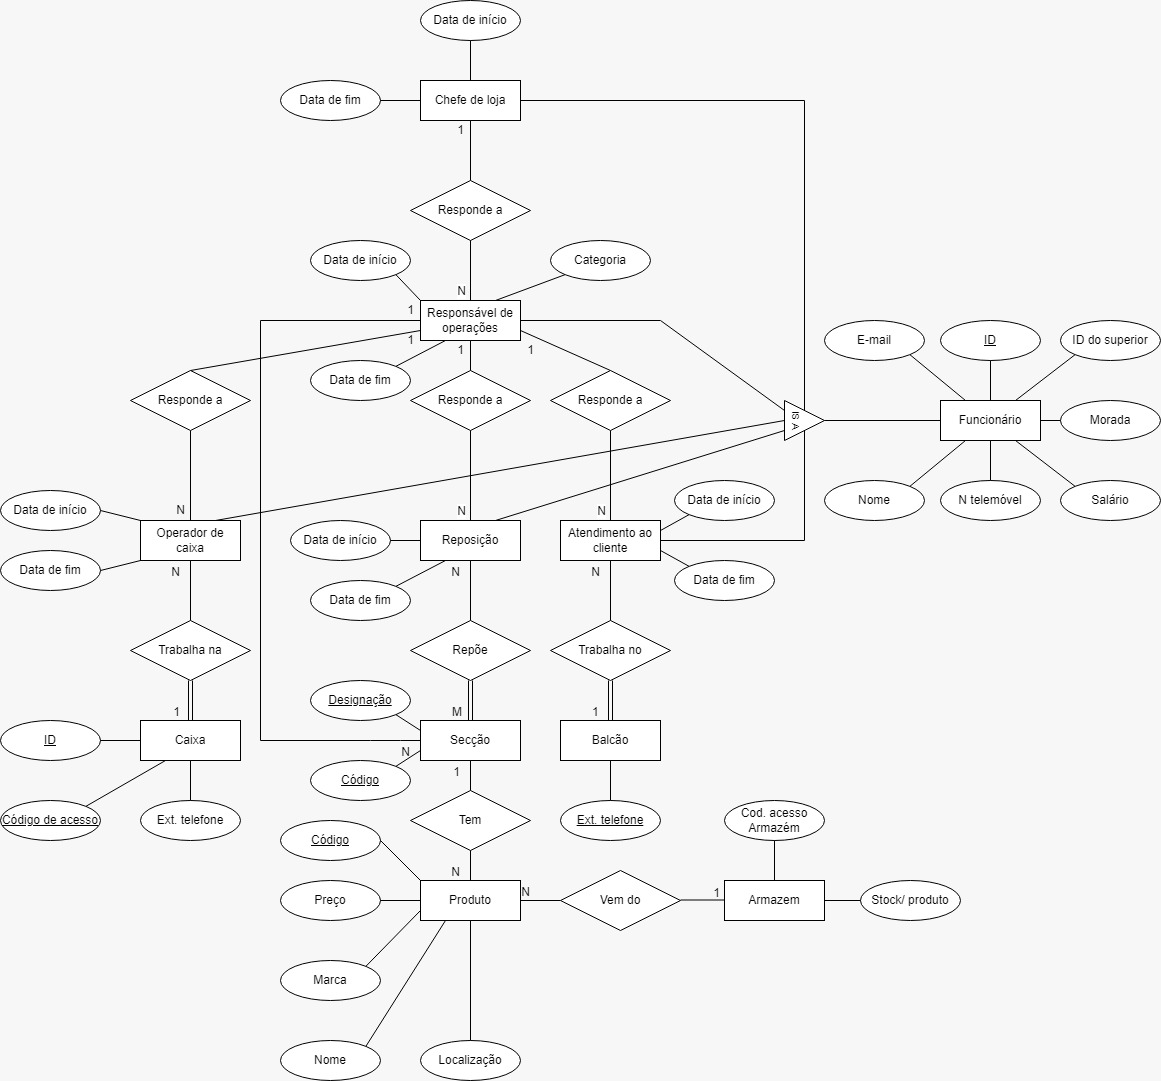 Data de início
Data de fim
Chefe de loja
1
Responde a
Data de início
Categoria
N
1
Responsável de
operações
1
1
1
E-mail
ID
ID do superior
Data de fim
Responde a
Responde a
Responde a
IS A
Funcionário
Morada
Nome
N telemóvel
Salário
Data de início
N
N
N
Data de início
Operador de
caixa
Data de início
Reposição
Atendimento ao
cliente
Data de fim
N
N
N
Data de fim
Data de fim
Trabalha na
Repõe
Trabalha no
Designação
1
M
1
ID
Caixa
Secção
Balcão
N
Código
1
Código de acesso
Ext. telefone
Tem
Ext. telefone
Cod. acesso
Armazém
Código
N
Preço
Produto
N
Vem do
1
Armazem
Stock/ produto
Marca
Nome
Localização